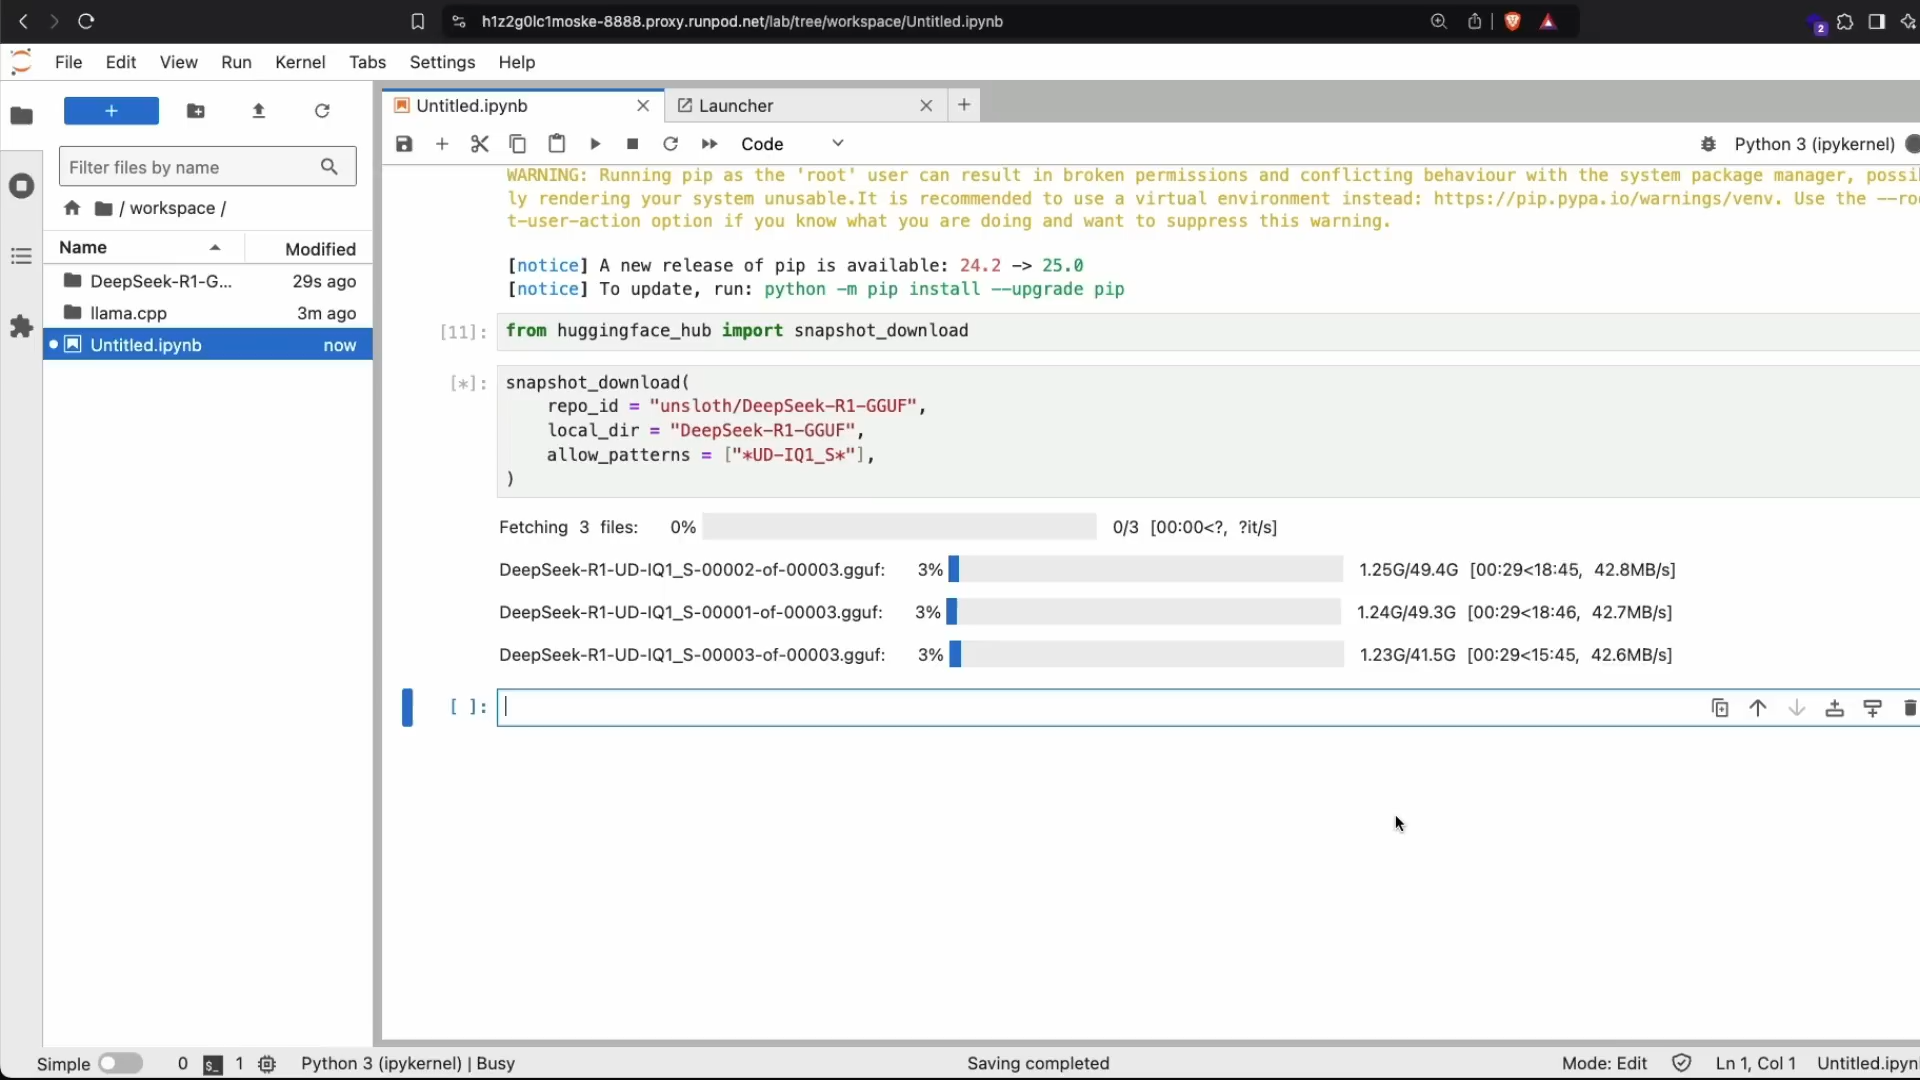 h1z2g0lc1moske-8888.proxy.runpod.net/lab/tree/workspace/Untitled.ipynb
2
File Edit View Run Kernel Tabs Settings Help
+
Untitled.ipynb
Launcher
Code
Python 3 (ipykernel)
Filter files by name
/ workspace /
Name Modified
DeepSeek-R1-G... 29s ago
llama.cpp 3m ago
Untitled.ipynb now
WARNING: Running pip as the 'root' user can result in broken permissions and conflicting behaviour with the system package manager, possi
ly rendering your system unusable.It is recommended to use a virtual environment instead: https://pip.pypa.io/warnings/venv. Use the --ro
t-user-action option if you know what you are doing and want to suppress this warning.
[notice] A new release of pip is available: 24.2 -> 25.0
[notice] To update, run: python -m pip install --upgrade pip
[11]: from huggingface_hub import snapshot_download
[*]: snapshot_download(
repo_id = "unsloth/DeepSeek-R1-GGUF",
local_dir = "DeepSeek-R1-GGUF",
allow_patterns = ["*UD-IQ1_S*"],
)
Fetching 3 files: 0% 0/3 [00:00<?, ?it/s]
DeepSeek-R1-UD-IQ1_S-00002-of-00003.gguf: 3% 1.25G/49.4G [00:29<18:45, 42.8MB/s]
DeepSeek-R1-UD-IQ1_S-00001-of-00003.gguf: 3% 1.24G/49.3G [00:29<18:46, 42.7MB/s]
DeepSeek-R1-UD-IQ1_S-00003-of-00003.gguf: 3% 1.23G/41.5G [00:29<15:45, 42.6MB/s]
[ ]:
Simple 0 $_ 1 Python 3 (ipykernel) | Busy Saving completed Mode: Edit Ln 1, Col 1 Untitled.ipyn